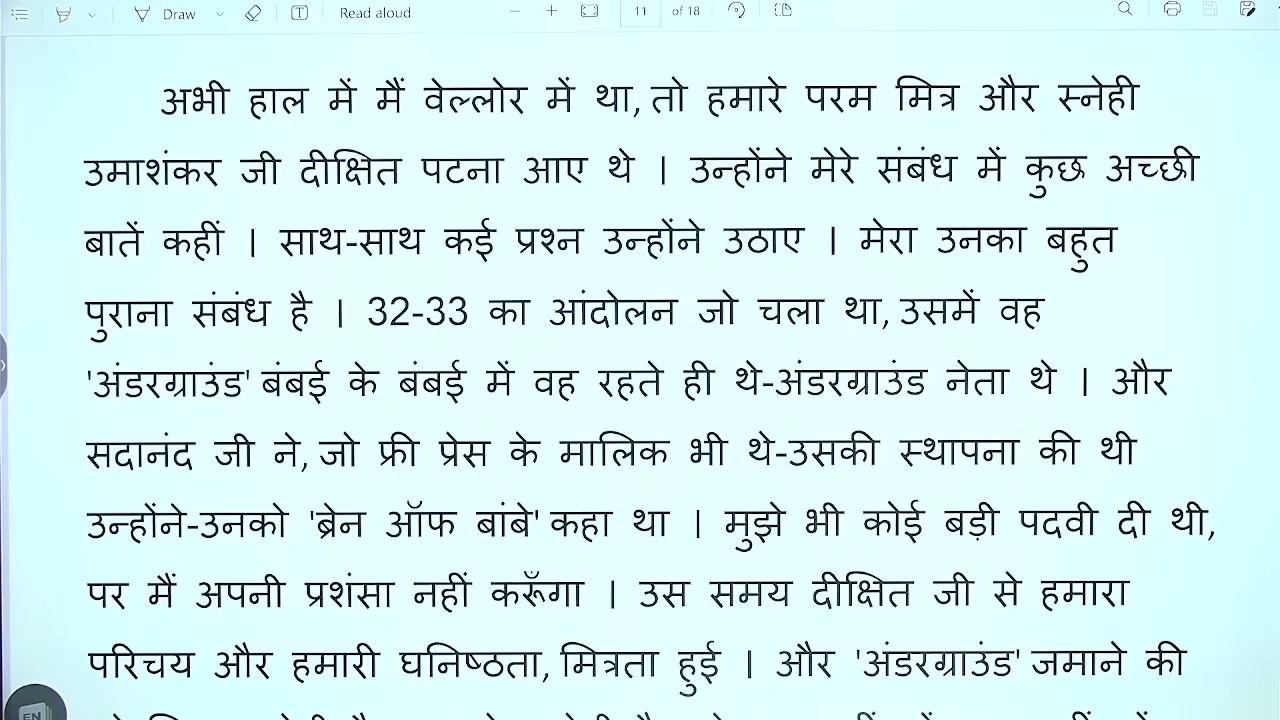 Draw
Read aloud
11 of 18
अभी हाल में मैं वेल्लोर में था, तो हमारे परम मित्र और स्नेही
उमाशंकर जी दीक्षित पटना आए थे । उन्होंने मेरे संबंध में कुछ अच्छी
बातें कहीं । साथ-साथ कई प्रश्न उन्होंने उठाए । मेरा उनका बहुत
पुराना संबंध है । 32-33 का आंदोलन जो चला था, उसमें वह
'अंडरग्राउंड' बंबई के बंबई में वह रहते ही थे-अंडरग्राउंड नेता थे । और
सदानंद जी ने, जो फ्री प्रेस के मालिक भी थे-उसकी स्थापना की थी
उन्होंने-उनको 'ब्रेन ऑफ बांबे' कहा था । मुझे भी कोई बड़ी पदवी दी थी,
पर मैं अपनी प्रशंसा नहीं करूँगा । उस समय दीक्षित जी से हमारा
परिचय और हमारी घनिष्ठता, मित्रता हुई । और 'अंडरग्राउंड' जमाने की
EN